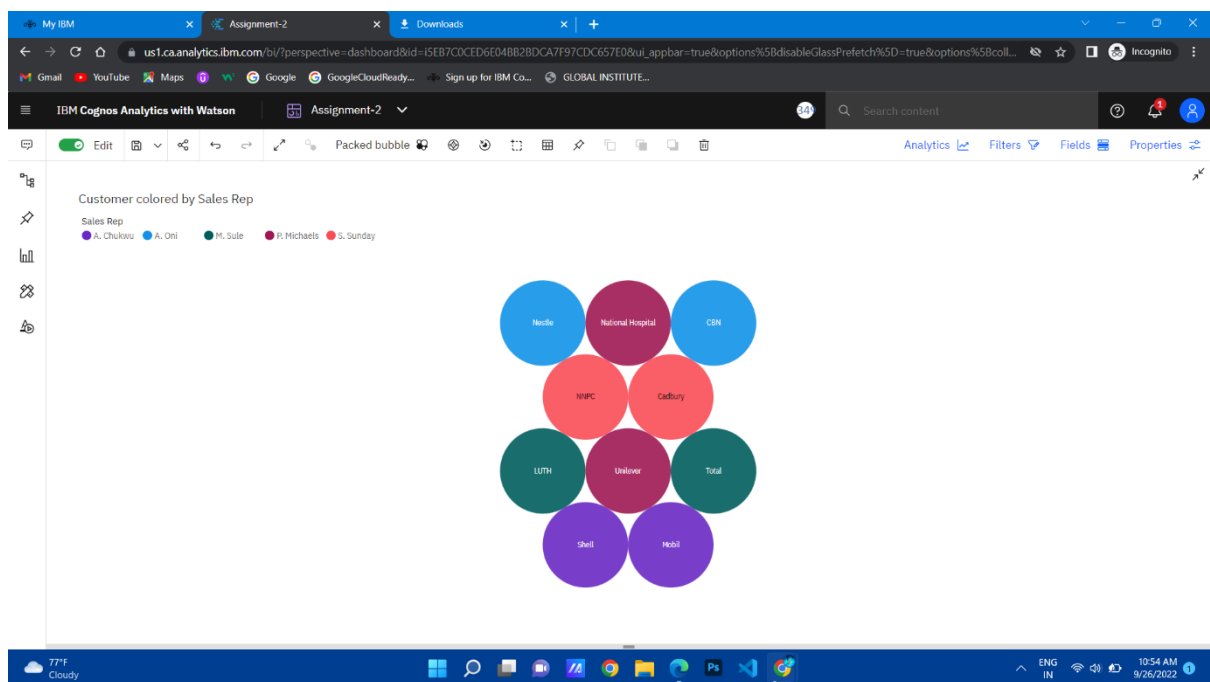 My IBM
Assignment-2
Downloads
us1.ca.analytics.ibm.com/bi/?perspective=dashboard&id=i5EB7C0CED6E04BB2BDCA7F97CDC657E0&ui_appbar=true&options%5BdisableGlassPrefetch%5D=true&options%5Bcoll... Incognito
Gmail YouTube Maps Google GoogleCloudReady... Sign up for IBM Co... GLOBAL INSTITUTE...
IBM Cognos Analytics with Watson Assignment-2 Search content 1
Edit Packed bubble Analytics Filters Fields Properties
Customer colored by Sales Rep
Sales Rep
A. Chukwu A. Oni M. Sule P. Michaels S. Sunday
Nestle National Hospital CBN
NNPC Cadbury
LUTH Unilever Total
Shell Mobil
77°F
Cloudy
ENG
IN
10:54 AM
9/26/2022
1